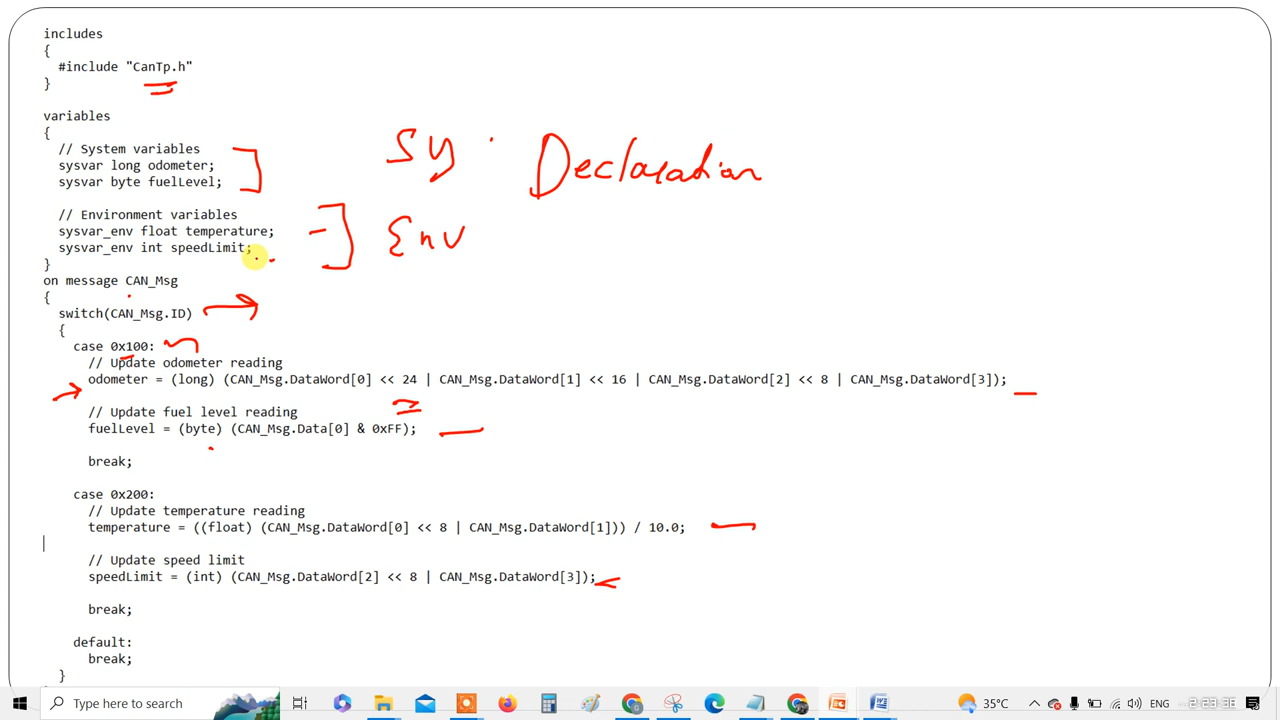 includes
{
#include "CanTp.h"
}
variables
{
// System variables
sysvar long odometer;
sysvar byte fuelLevel;
Sy. Declaration
// Environment variables
sysvar_env float temperature;
sysvar_env int speedLimit;
Env
}
on message CAN_Msg
{
switch(CAN_Msg.ID)
{
case 0x100:
// Update odometer reading
odometer = (long) (CAN_Msg.DataWord[0] << 24 | CAN_Msg.DataWord[1] << 16 | CAN_Msg.DataWord[2] << 8 | CAN_Msg.DataWord[3]);
// Update fuel level reading
fuelLevel = (byte) (CAN_Msg.Data[0] & 0xFF);
break;
case 0x200:
// Update temperature reading
temperature = ((float) (CAN_Msg.DataWord[0] << 8 | CAN_Msg.DataWord[1])) / 10.0;
// Update speed limit
speedLimit = (int) (CAN_Msg.DataWord[2] << 8 | CAN_Msg.DataWord[3]);
break;
default:
break;
}
Type here to search
35°C
ENG
2:23:36